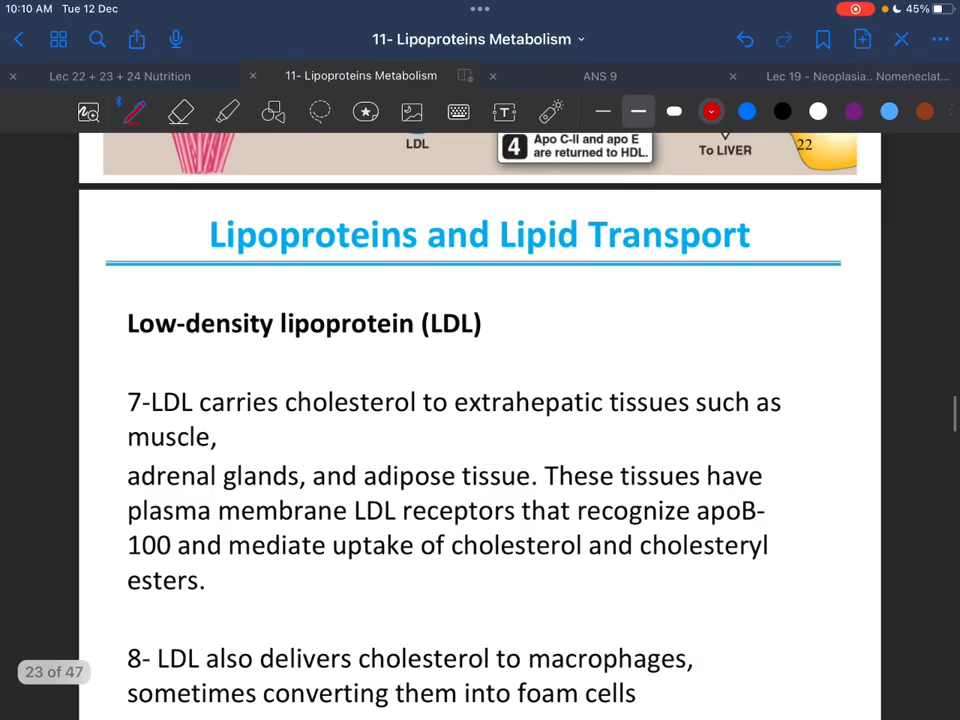 10:10 AM Tue 12 Dec
45%
11- Lipoproteins Metabolism
Lec 22 + 23 + 24 Nutrition
11- Lipoproteins Metabolism
ANS 9
Lec 19 - Neoplasia.. Nomeneclat...
LDL
4 Apo C-II and apo E
are returned to HDL.
To LIVER
22
Lipoproteins and Lipid Transport
Low-density lipoprotein (LDL)
7-LDL carries cholesterol to extrahepatic tissues such as
muscle,
adrenal glands, and adipose tissue. These tissues have
plasma membrane LDL receptors that recognize apoB-
100 and mediate uptake of cholesterol and cholesteryl
esters.
8- LDL also delivers cholesterol to macrophages,
sometimes converting them into foam cells
23 of 47